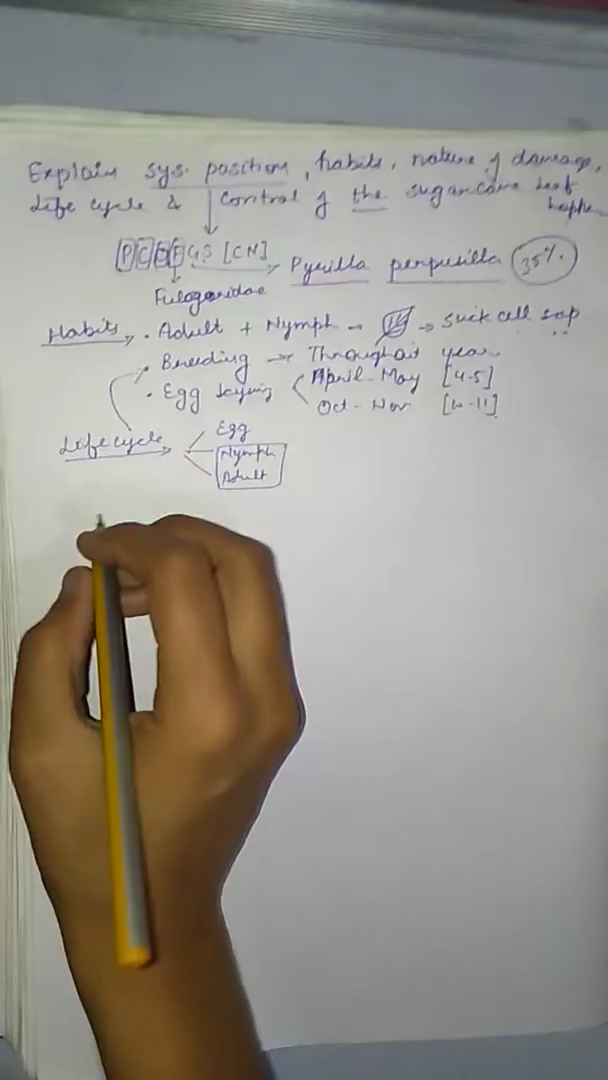 Explain sys. position, habits, nature of damage,
Life cycle & control of the sugarcane leaf
hopper
PCOFGS [CN] → Pyrilla perpusilla 35%
Fulgoridae
Habits → . Adult + Nymph → → Suck cell sap
. Breeding → Throughout year
. Egg laying April-May [4-5]
Oct-Nov [10-11]
Life cycle → Egg
Nymph
Adult